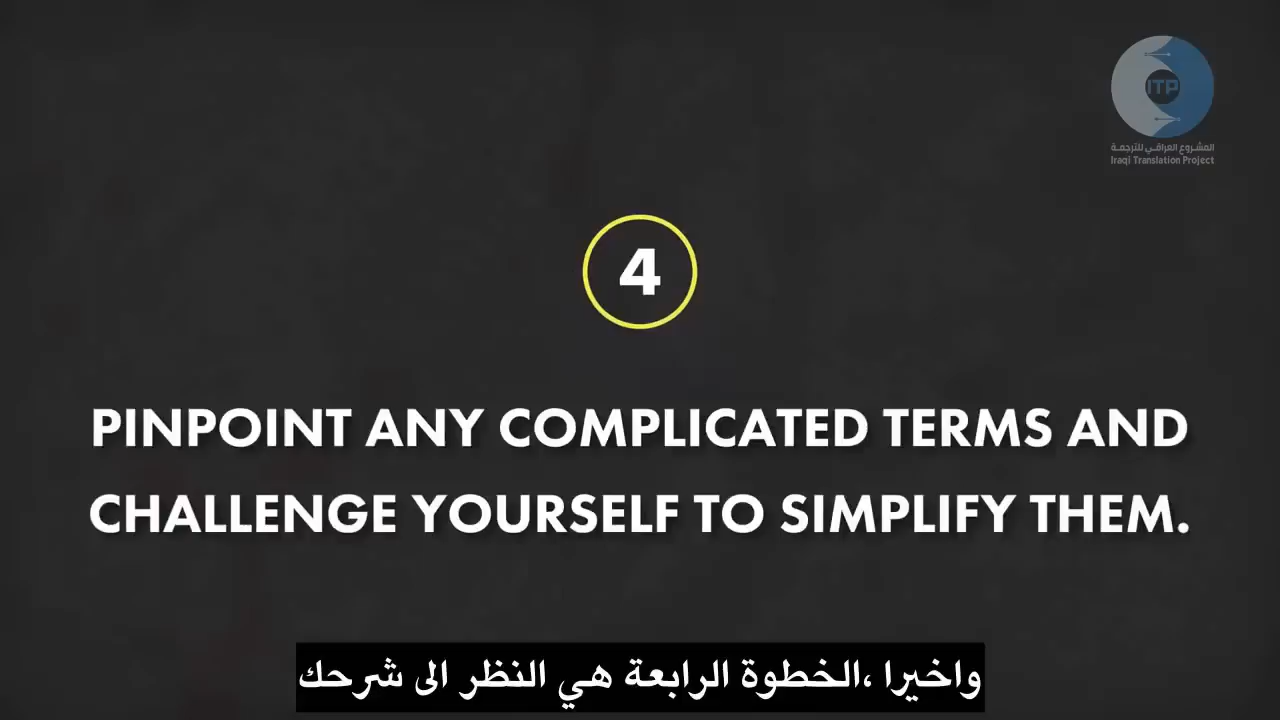 ITP
المشروع العراقي للترجمة
Iraqi Translation Project
4
PINPOINT ANY COMPLICATED TERMS AND
CHALLENGE YOURSELF TO SIMPLIFY THEM.
واخيرا ،الخطوة الرابعة هي النظر الى شرحك